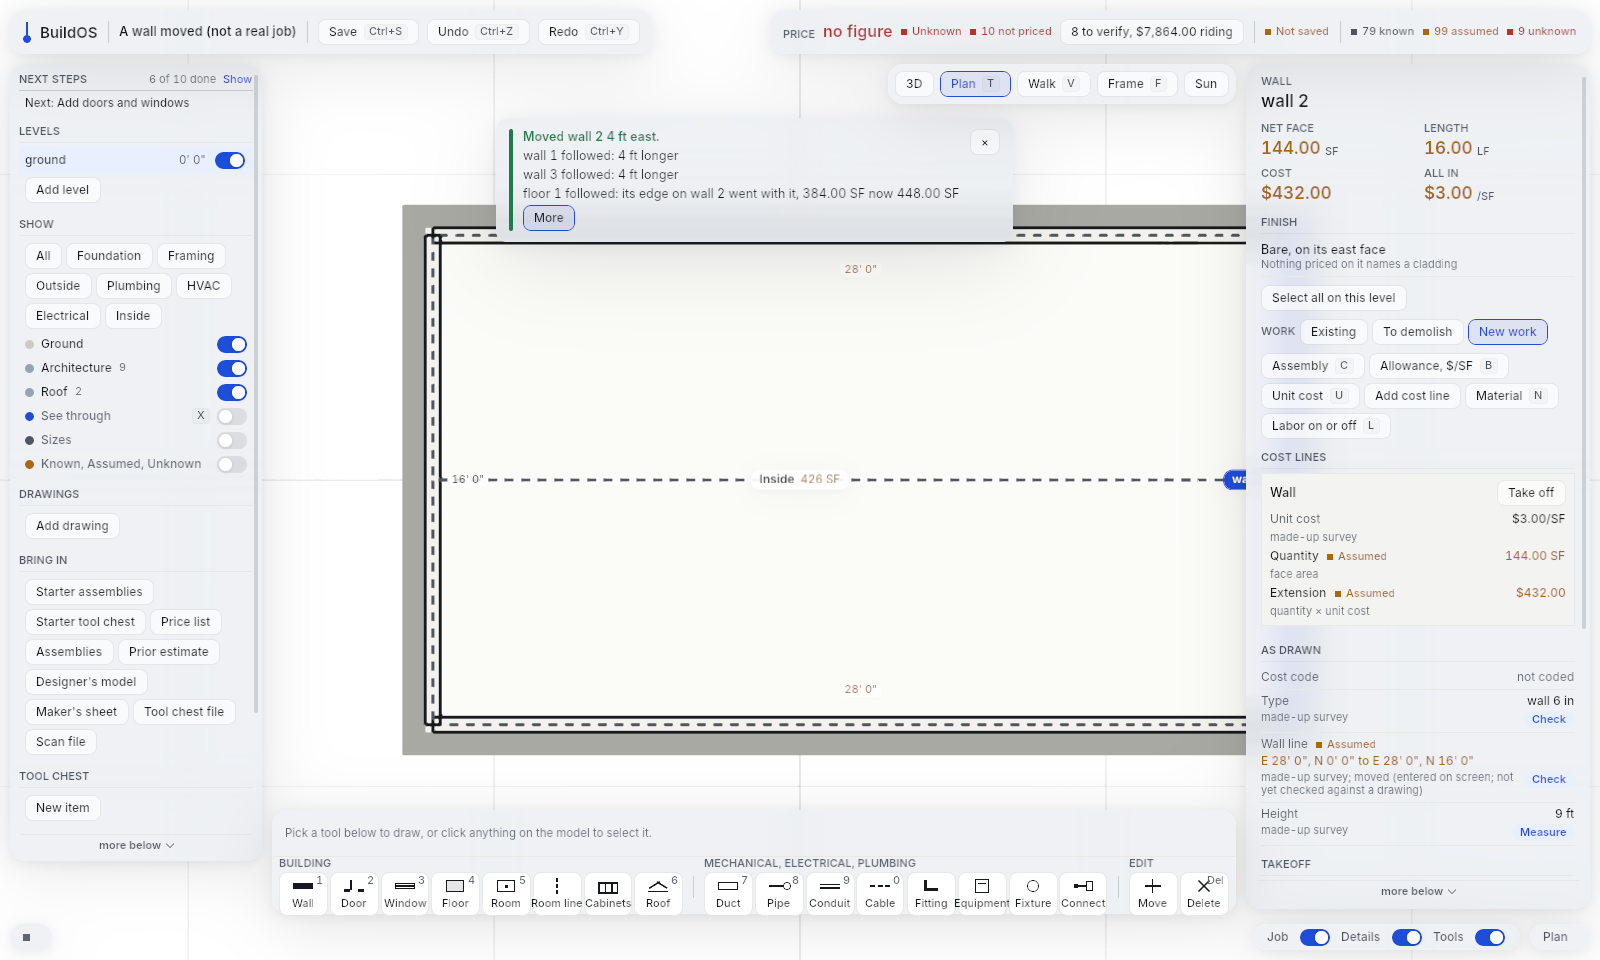 BuildOS
A wall moved (not a real job)
Save Ctrl+S
Undo Ctrl+Z
Redo Ctrl+Y
PRICE no figure
Unknown
10 not priced
8 to verify, $7,864.00 riding
Not saved
79 known
99 assumed
9 unknown
NEXT STEPS 6 of 10 done Show
Next: Add doors and windows
LEVELS
ground 0' 0"
Add level
SHOW
All Foundation Framing
Outside Plumbing HVAC
Electrical Inside
Ground
Architecture 9
Roof 2
See through X
Sizes
Known, Assumed, Unknown
DRAWINGS
Add drawing
BRING IN
Starter assemblies
Starter tool chest Price list
Assemblies Prior estimate
Designer's model
Maker's sheet Tool chest file
Scan file
TOOL CHEST
New item
more below
3D
Plan T
Walk V
Frame F
Sun
Moved wall 2 4 ft east.
×
wall 1 followed: 4 ft longer
wall 3 followed: 4 ft longer
floor 1 followed: its edge on wall 2 went with it, 384.00 SF now 448.00 SF
More
28' 0"
16' 0"
Inside 426 SF
wa
28' 0"
Pick a tool below to draw, or click anything on the model to select it.
BUILDING
1 Wall
2 Door
3 Window
4 Floor
5 Room
Room line
Cabinets
6 Roof
MECHANICAL, ELECTRICAL, PLUMBING
7 Duct
8 Pipe
9 Conduit
0 Cable
Fitting
Equipment
Fixture
Connect
EDIT
Move
Del Delete
WALL
wall 2
NET FACE LENGTH
144.00 SF 16.00 LF
COST ALL IN
$432.00 $3.00 /SF
FINISH
Bare, on its east face
Nothing priced on it names a cladding
Select all on this level
WORK Existing To demolish New work
Assembly C Allowance, $/SF B
Unit cost U Add cost line Material N
Labor on or off L
COST LINES
Wall Take off
Unit cost $3.00/SF
made-up survey
Quantity Assumed 144.00 SF
face area
Extension Assumed $432.00
quantity × unit cost
AS DRAWN
Cost code not coded
Type wall 6 in
made-up survey Check
Wall line Assumed
E 28' 0", N 0' 0" to E 28' 0", N 16' 0"
made-up survey; moved (entered on screen; not
yet checked against a drawing) Check
Height 9 ft
made-up survey Measure
TAKEOFF
more below
Job Details Tools Plan